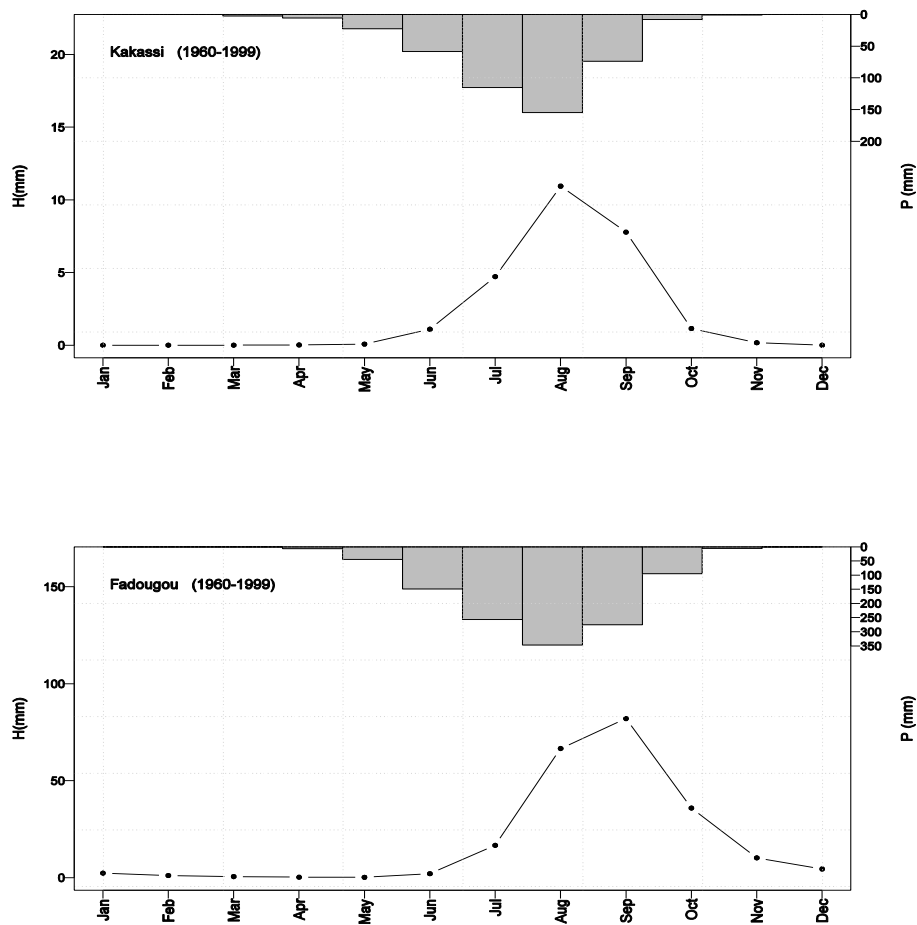 Kakassi (1960-1999)
H(mm)
20
15
10
5
0
0
50
100
150
200
P (mm)
Jan Feb Mar Apr May Jun Jul Aug Sep Oct Nov Dec
Fadougou (1960-1999)
H(mm)
150
100
50
0
0
50
100
150
200
250
300
350
P (mm)
Jan Feb Mar Apr May Jun Jul Aug Sep Oct Nov Dec